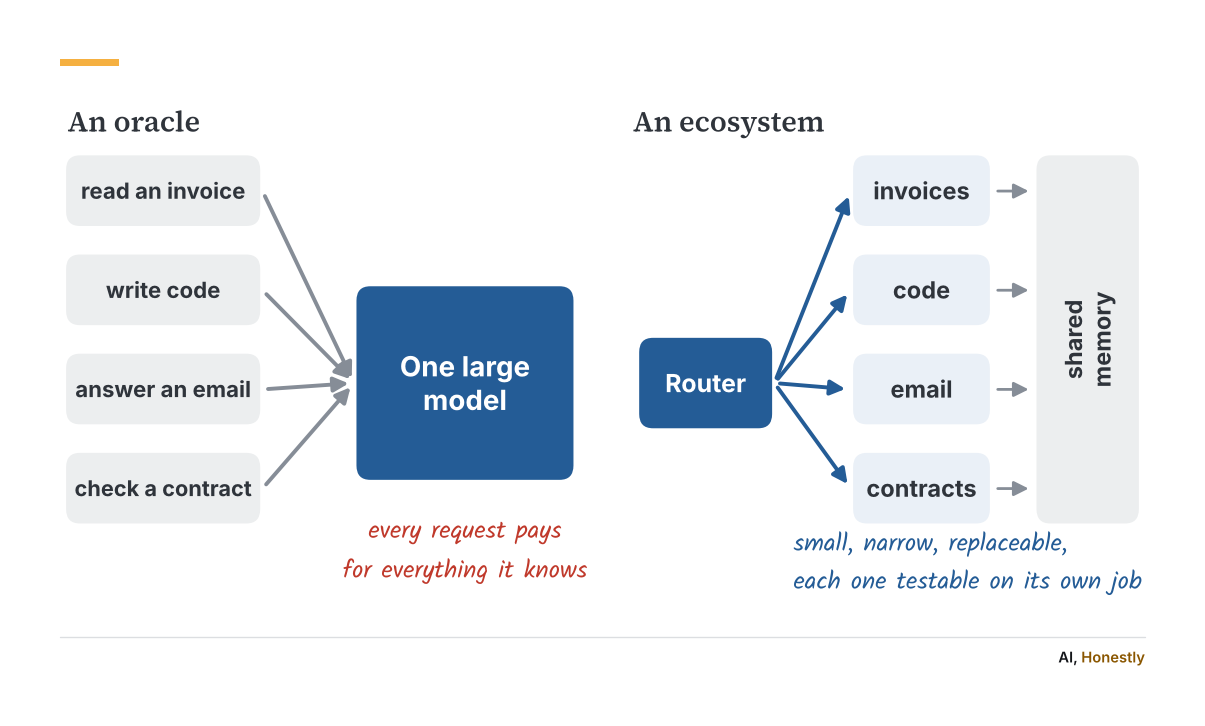 An oracle
read an invoice
write code
answer an email
check a contract
One large
model
every request pays
for everything it knows
An ecosystem
Router
invoices
code
email
contracts
shared
memory
small, narrow, replaceable,
each one testable on its own job
AI, Honestly